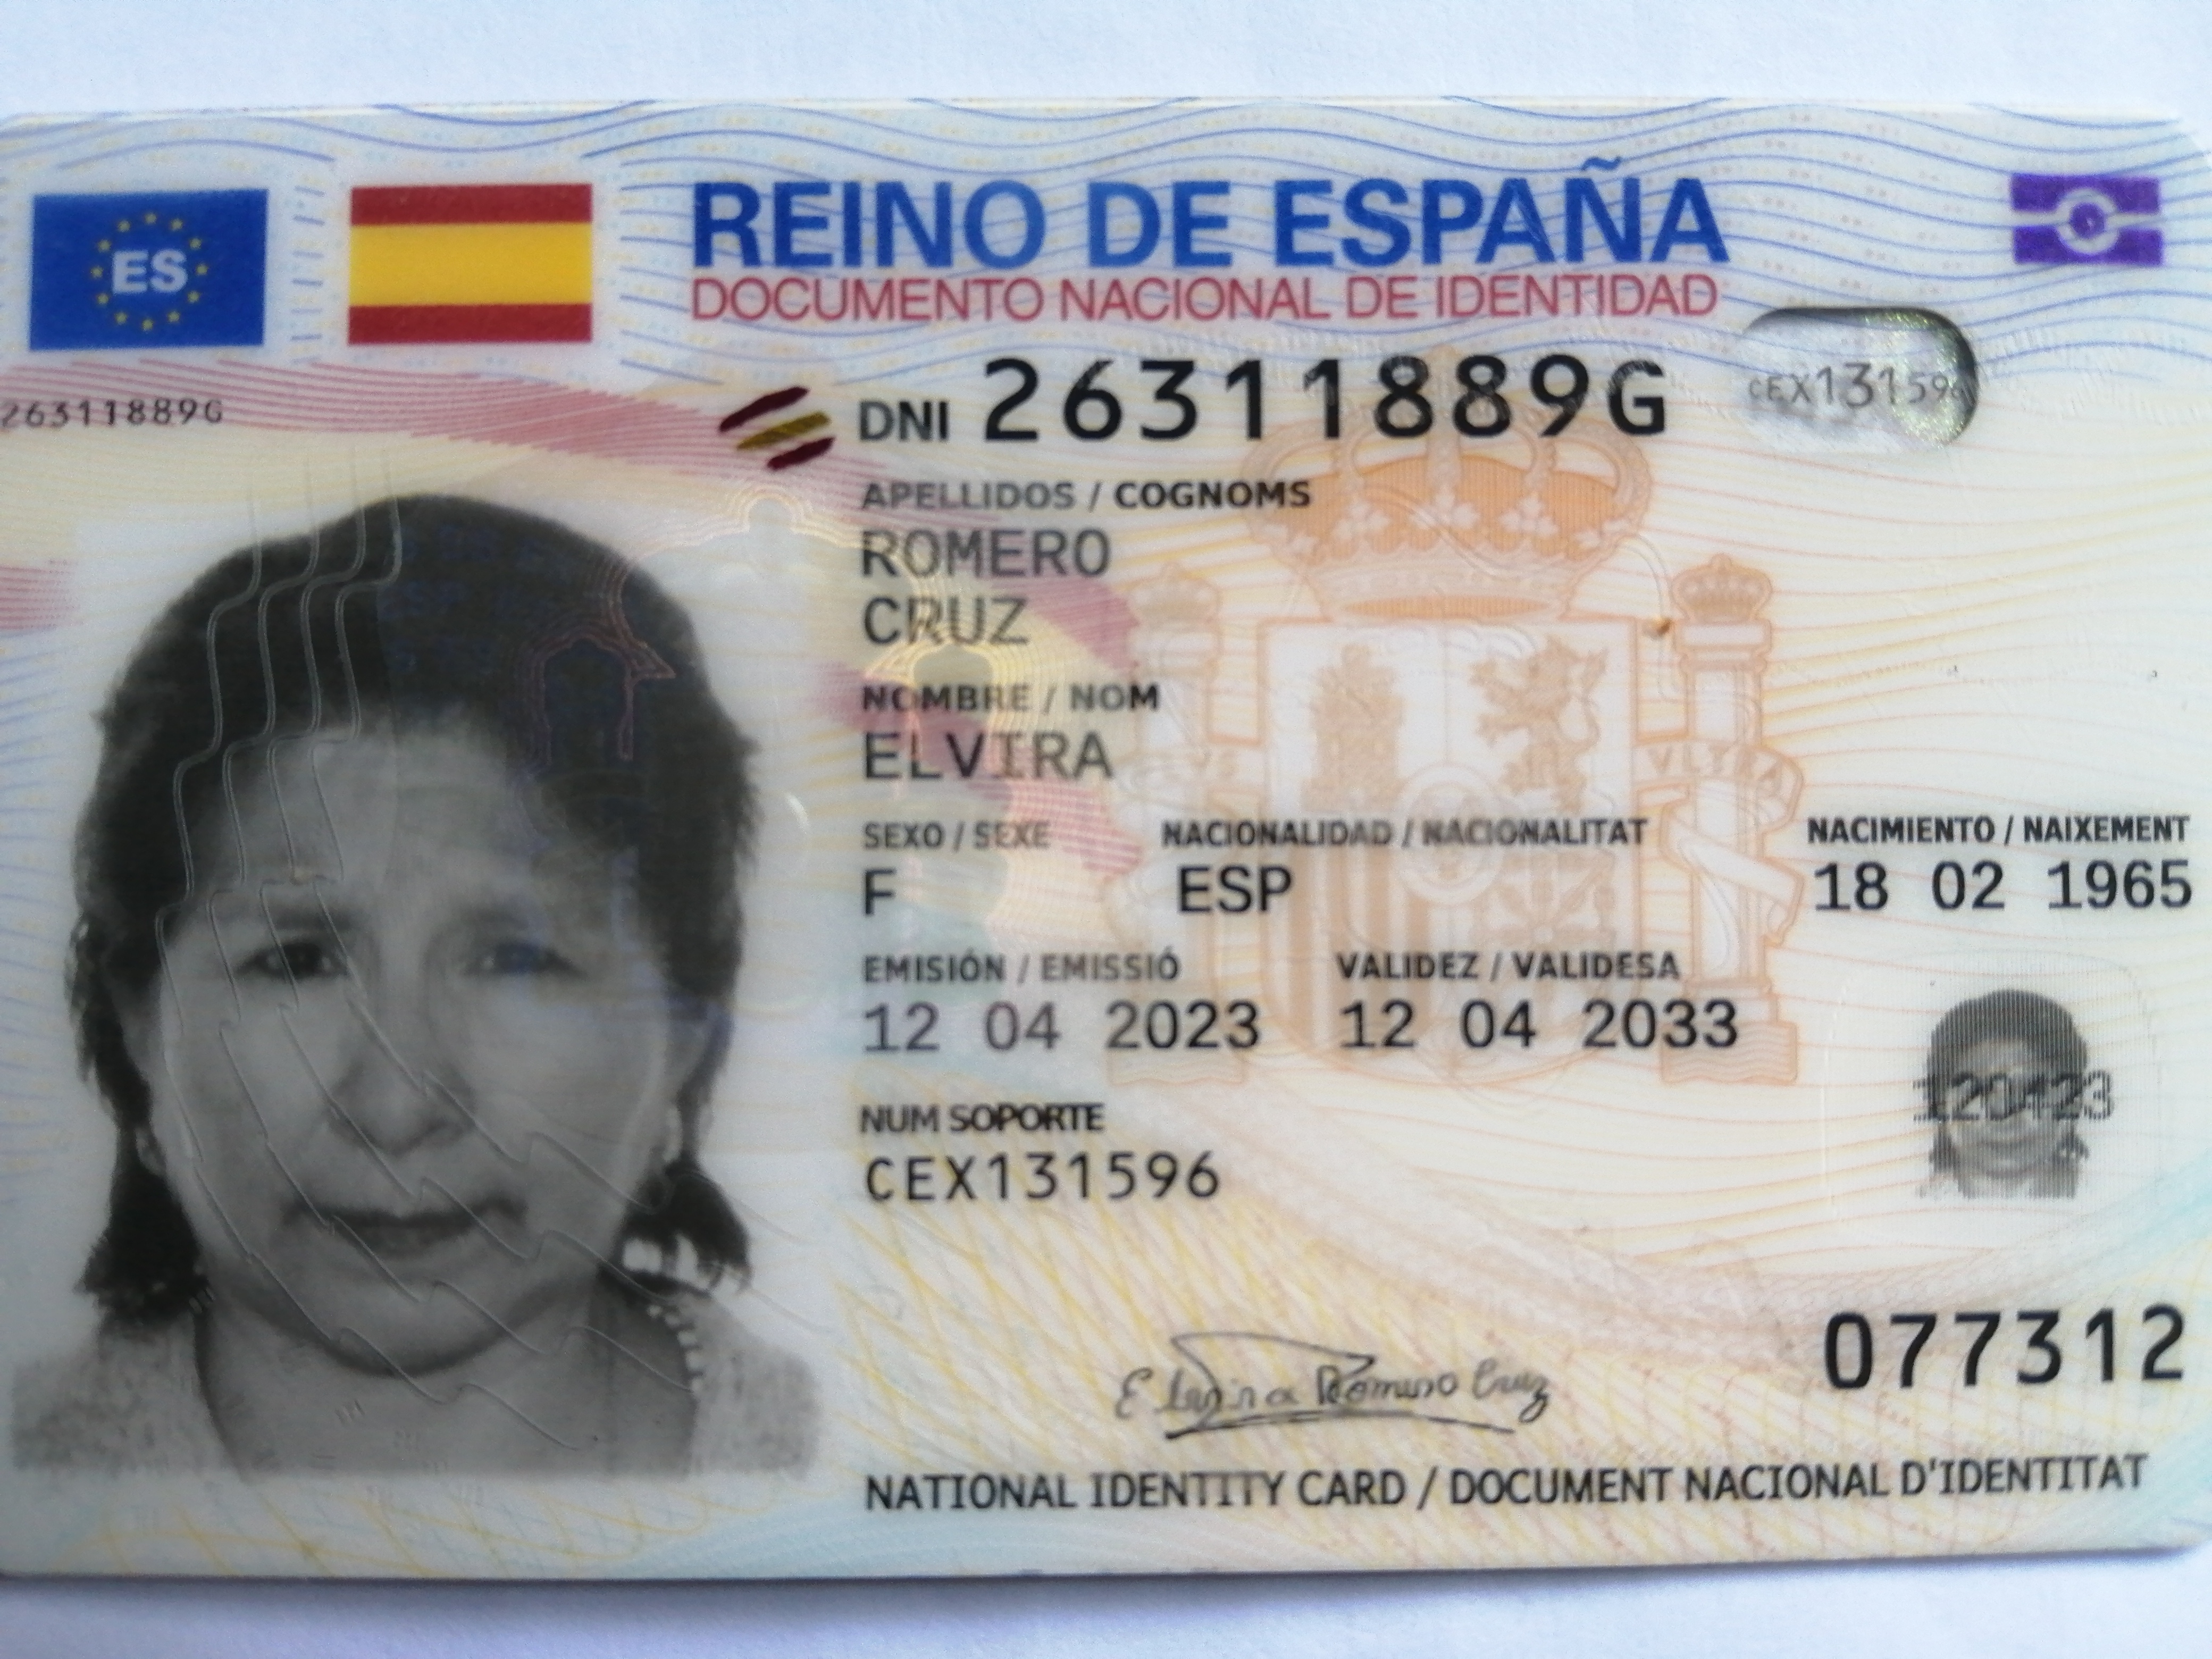 ES
REINO DE ESPAÑA
DOCUMENTO NACIONAL DE IDENTIDAD
26311889G
DNI 26311889G
CEX131596
APELLIDOS / COGNOMS
ROMERO
CRUZ
NOMBRE / NOM
ELVIRA
SEXO / SEXE NACIONALIDAD / NACIONALITAT NACIMIENTO / NAIXEMENT
F ESP 18 02 1965
EMISIÓN / EMISSIÓ VALIDEZ / VALIDESA
12 04 2023 12 04 2033
120423
NUM SOPORTE
CEX131596
077312
Elvira Romero Cruz
NATIONAL IDENTITY CARD / DOCUMENT NACIONAL D'IDENTITAT